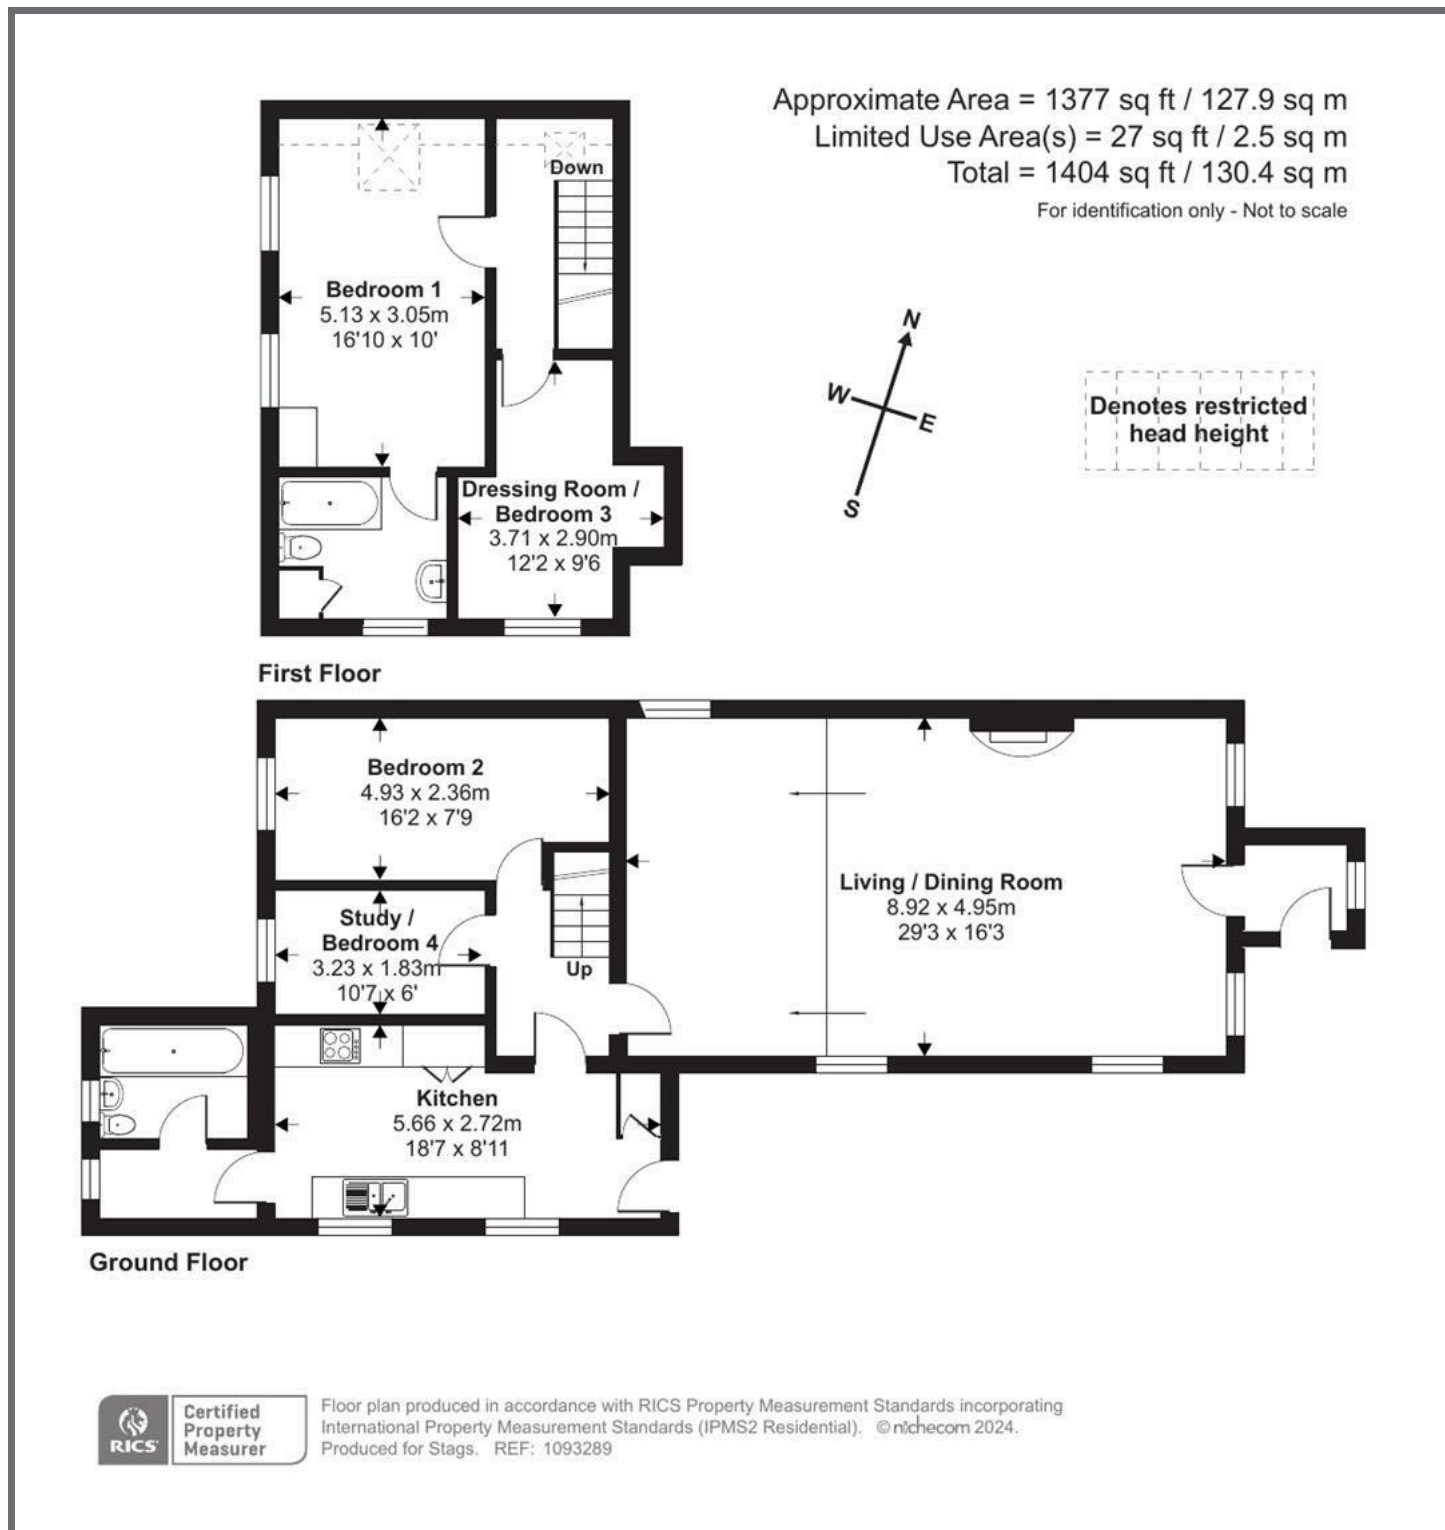 Approximate Area = 1377 sq ft / 127.9 sq m
Limited Use Area(s) = 27 sq ft / 2.5 sq m
Total = 1404 sq ft / 130.4 sq m
For identification only - Not to scale
Down
Bedroom 1
5.13 x 3.05m
16'10 x 10'
N
W
E
S
Denotes restricted
head height
Dressing Room /
Bedroom 3
3.71 x 2.90m
12'2 x 9'6
First Floor
Bedroom 2
4.93 x 2.36m
16'2 x 7'9
Living / Dining Room
8.92 x 4.95m
29'3 x 16'3
Study /
Bedroom 4
3.23 x 1.83m
10'7 x 6'
Up
Kitchen
5.66 x 2.72m
18'7 x 8'11
Ground Floor
RICS
Certified
Property
Measurer
Floor plan produced in accordance with RICS Property Measurement Standards incorporating
International Property Measurement Standards (IPMS2 Residential). © nichecom 2024.
Produced for Stags. REF: 1093289